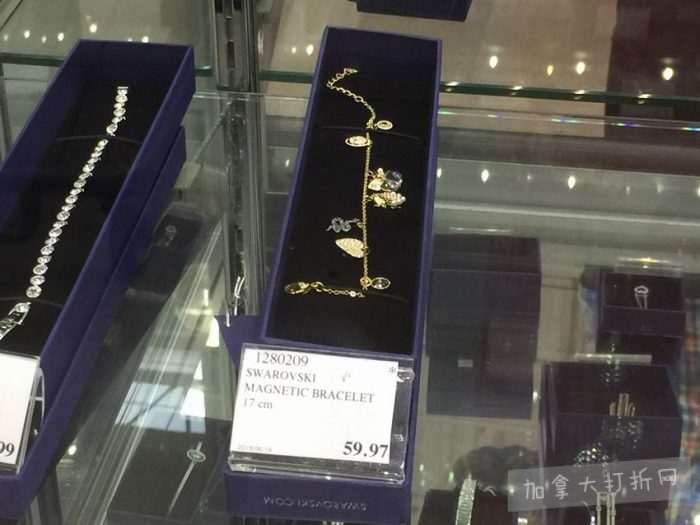 1280209
*
SWAROVSKI
MAGNETIC BRACELET
17 cm
59.97
SWAROVSKI.COM
99
加拿大打折网